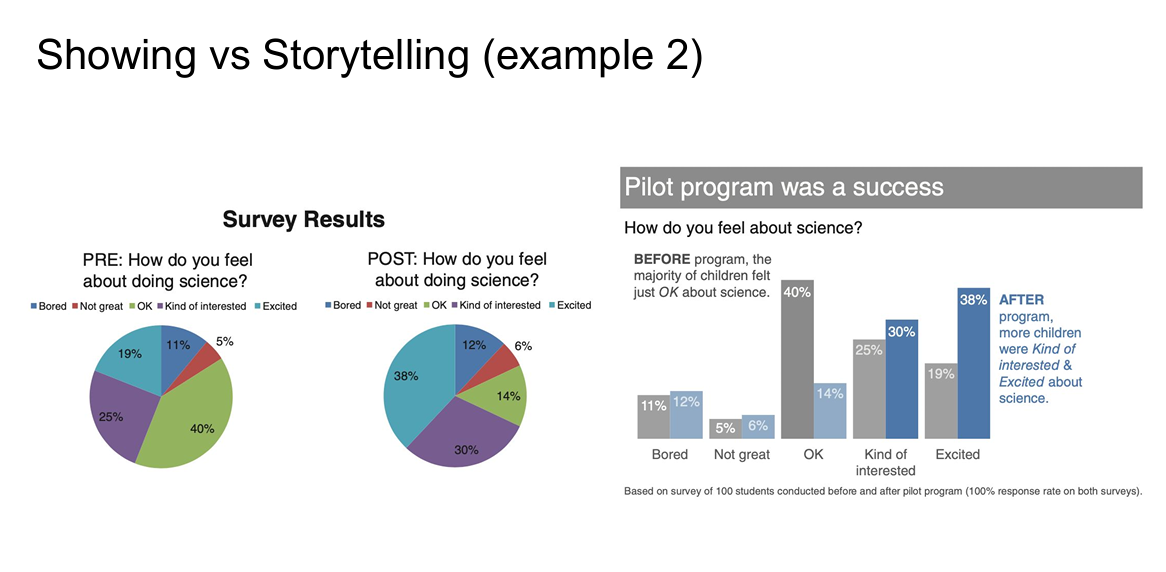 Showing vs Storytelling (example 2)
Survey Results
PRE: How do you feel
about doing science?
Bored Not great OK Kind of interested Excited
11%
5%
40%
25%
19%
POST: How do you feel
about doing science?
Bored Not great OK Kind of interested Excited
12%
6%
14%
30%
38%
Pilot program was a success
How do you feel about science?
BEFORE program, the
majority of children felt
just OK about science.
11% 12%
5% 6%
40% 14%
25% 30%
19% 38%
AFTER
program,
more children
were Kind of
interested &
Excited about
science.
Bored Not great OK Kind of Excited
interested
Based on survey of 100 students conducted before and after pilot program (100% response rate on both surveys).